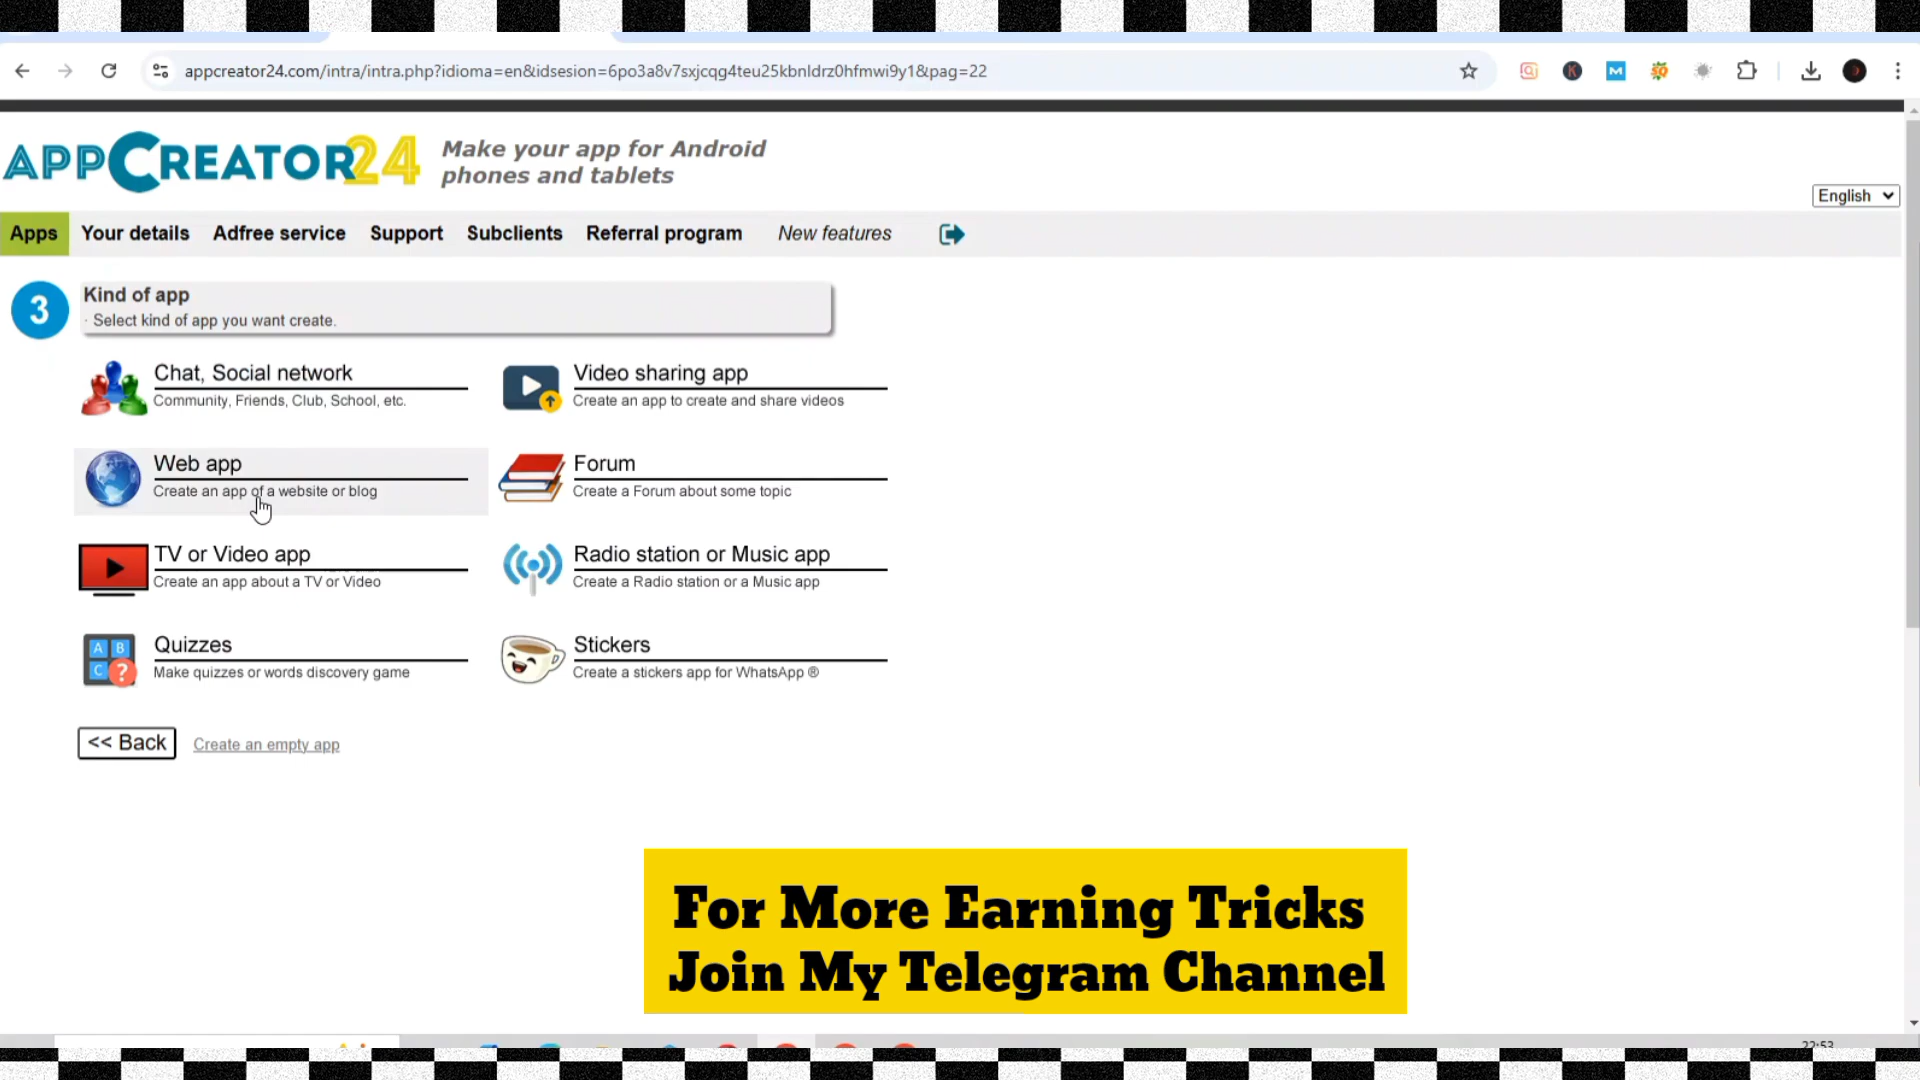 appcreator24.com/intra/intra.php?idioma=en&idsesion=6po3a8v7sxjcqg4teu25kbnldrz0hfmwi9y1&pag=22
APPCREATOR24
Make your app for Android
phones and tablets
English
Apps Your details Adfree service Support Subclients Referral program New features
3
Kind of app
· Select kind of app you want create.
Chat, Social network
Community, Friends, Club, School, etc.
Video sharing app
Create an app to create and share videos
Web app
Create an app of a website or blog
Forum
Create a Forum about some topic
TV or Video app
Create an app about a TV or Video
Radio station or Music app
Create a Radio station or a Music app
A B C ?
Quizzes
Make quizzes or words discovery game
Stickers
Create a stickers app for WhatsApp ®
<< Back
Create an empty app
For More Earning Tricks
Join My Telegram Channel
22:53